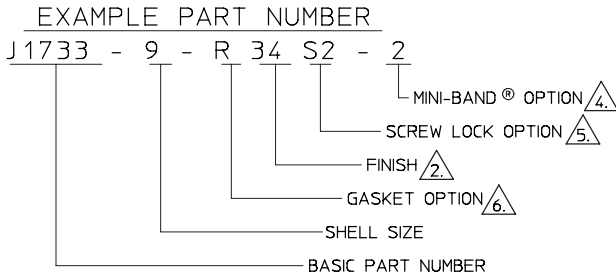 EXAMPLE PART NUMBER
J1733 - 9 - R 34 S2 - 2
MINI-BAND ® OPTION 4.
SCREW LOCK OPTION 5.
FINISH 2.
GASKET OPTION 6.
SHELL SIZE
BASIC PART NUMBER